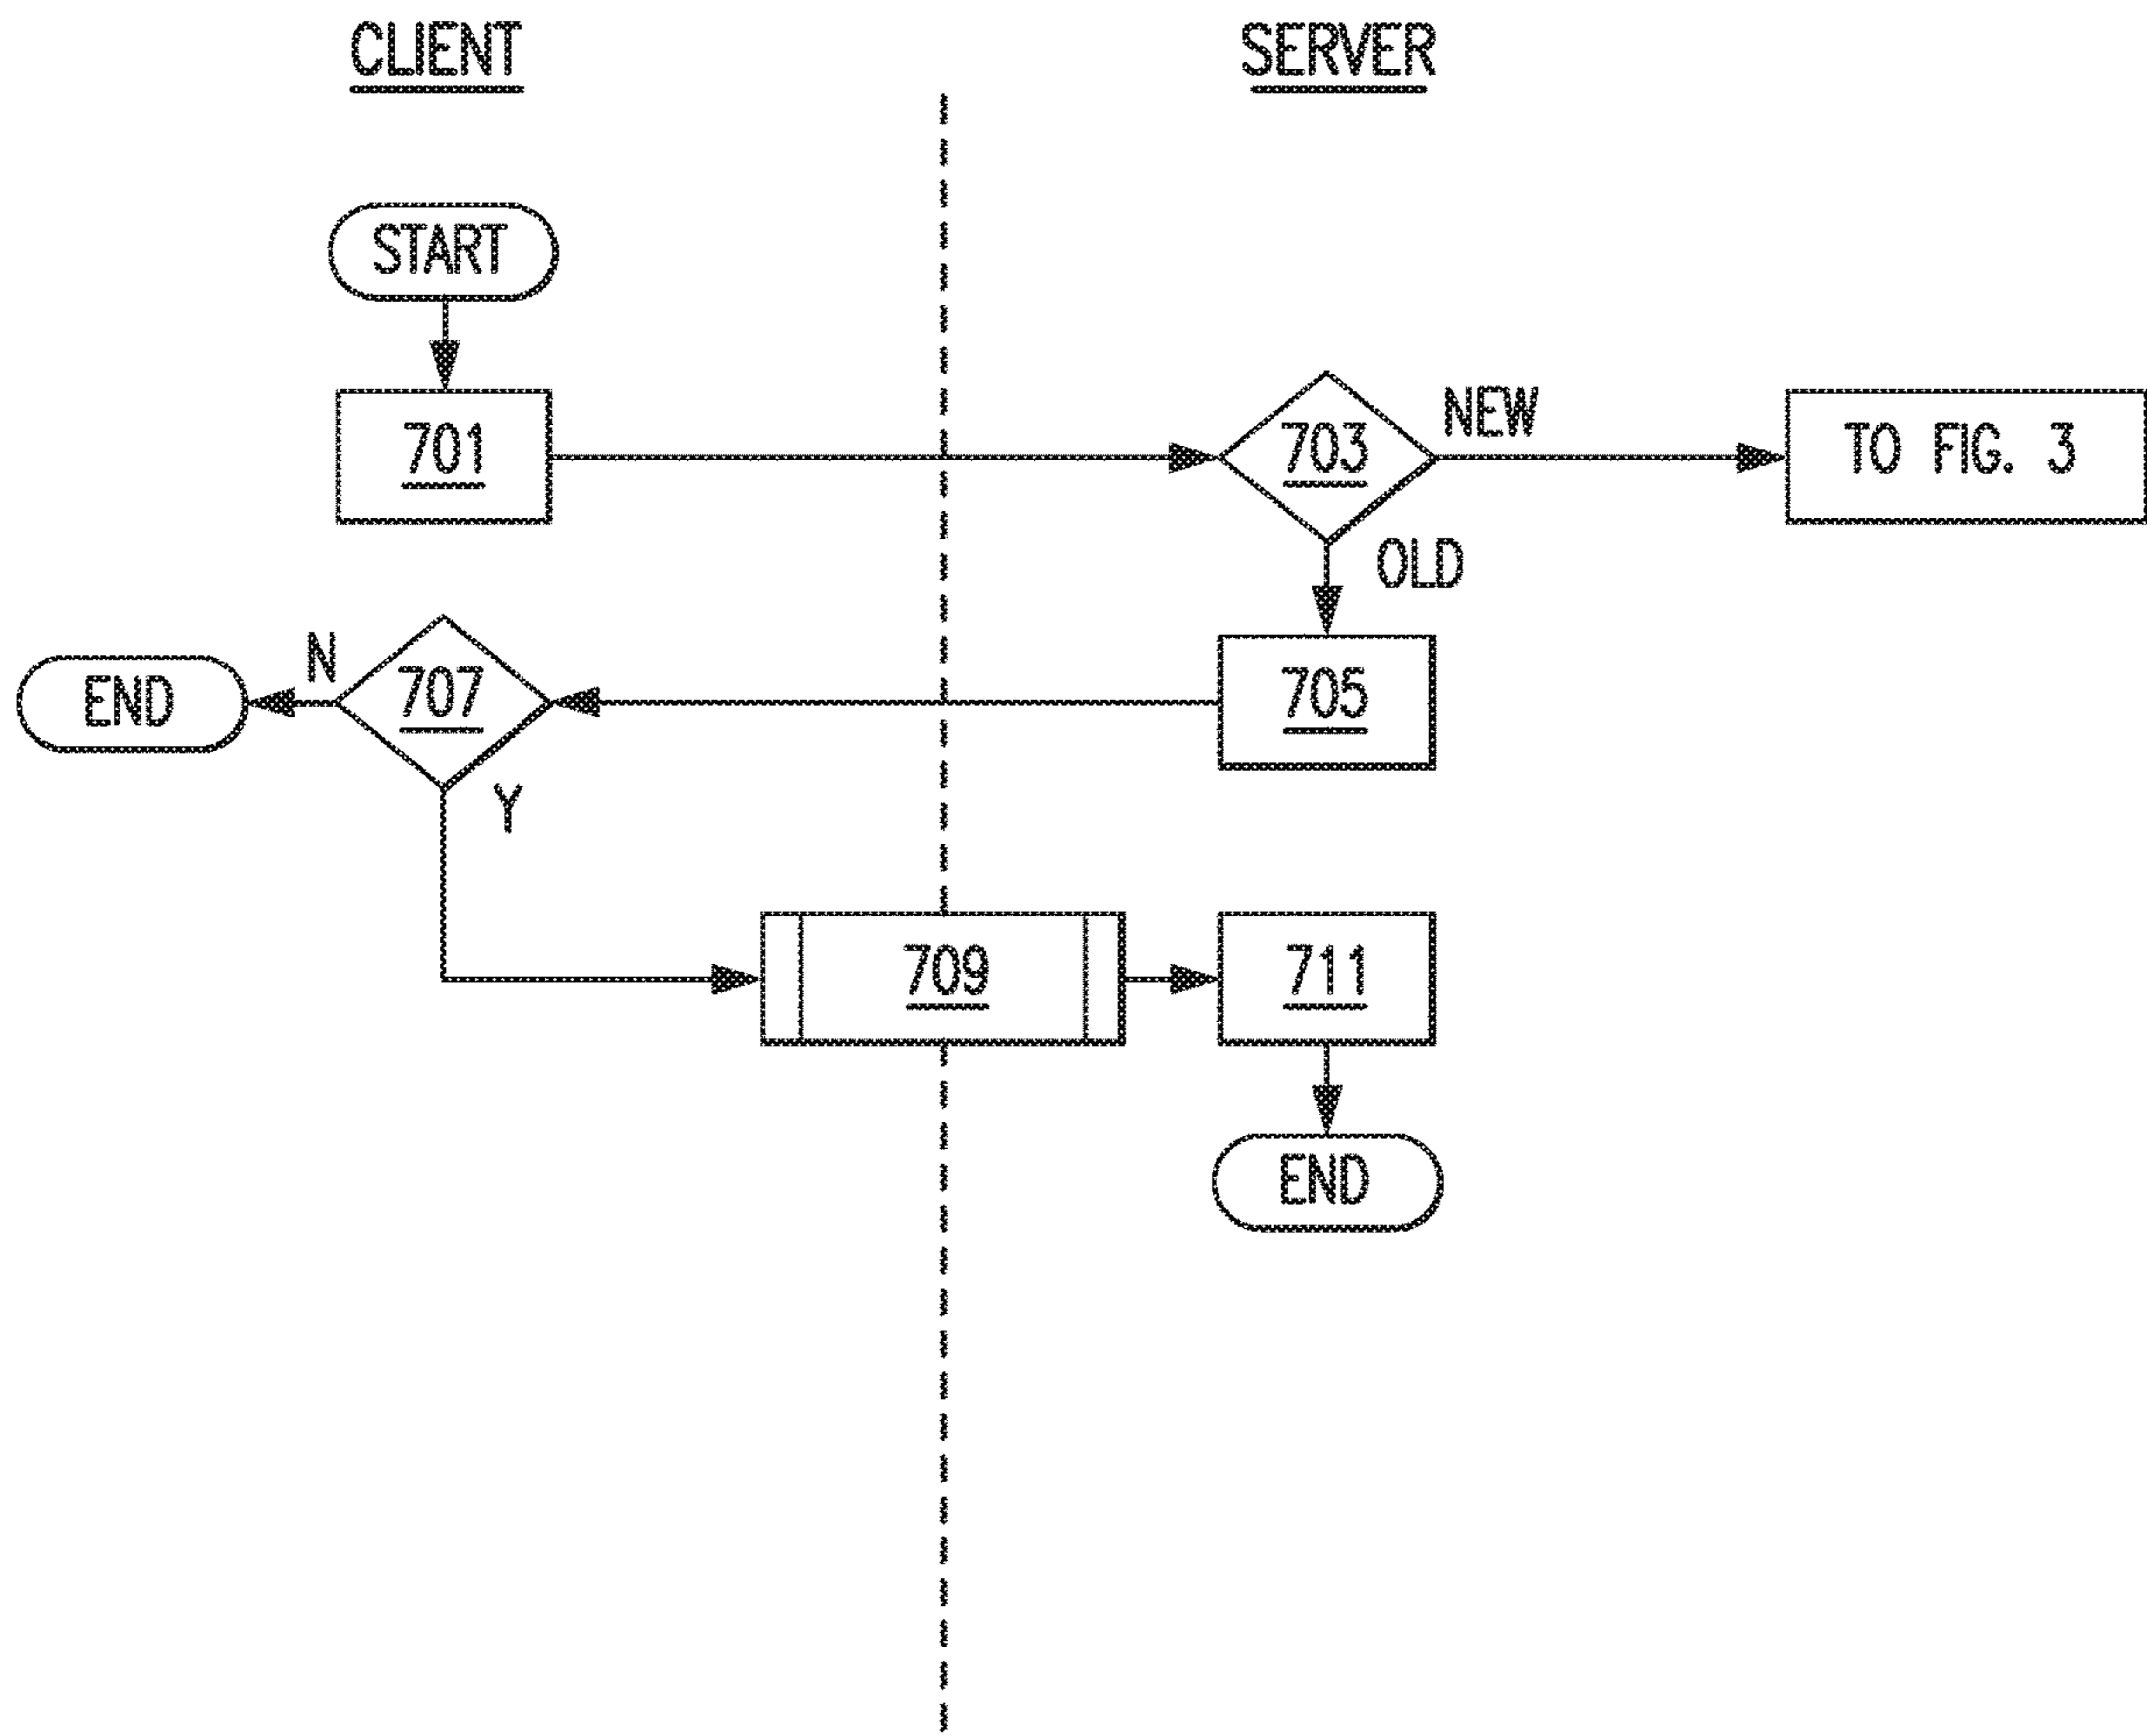 CLIENT
SERVER
START
701
703
NEW
TO FIG. 3
OLD
END
N
707
705
Y
709
711
END